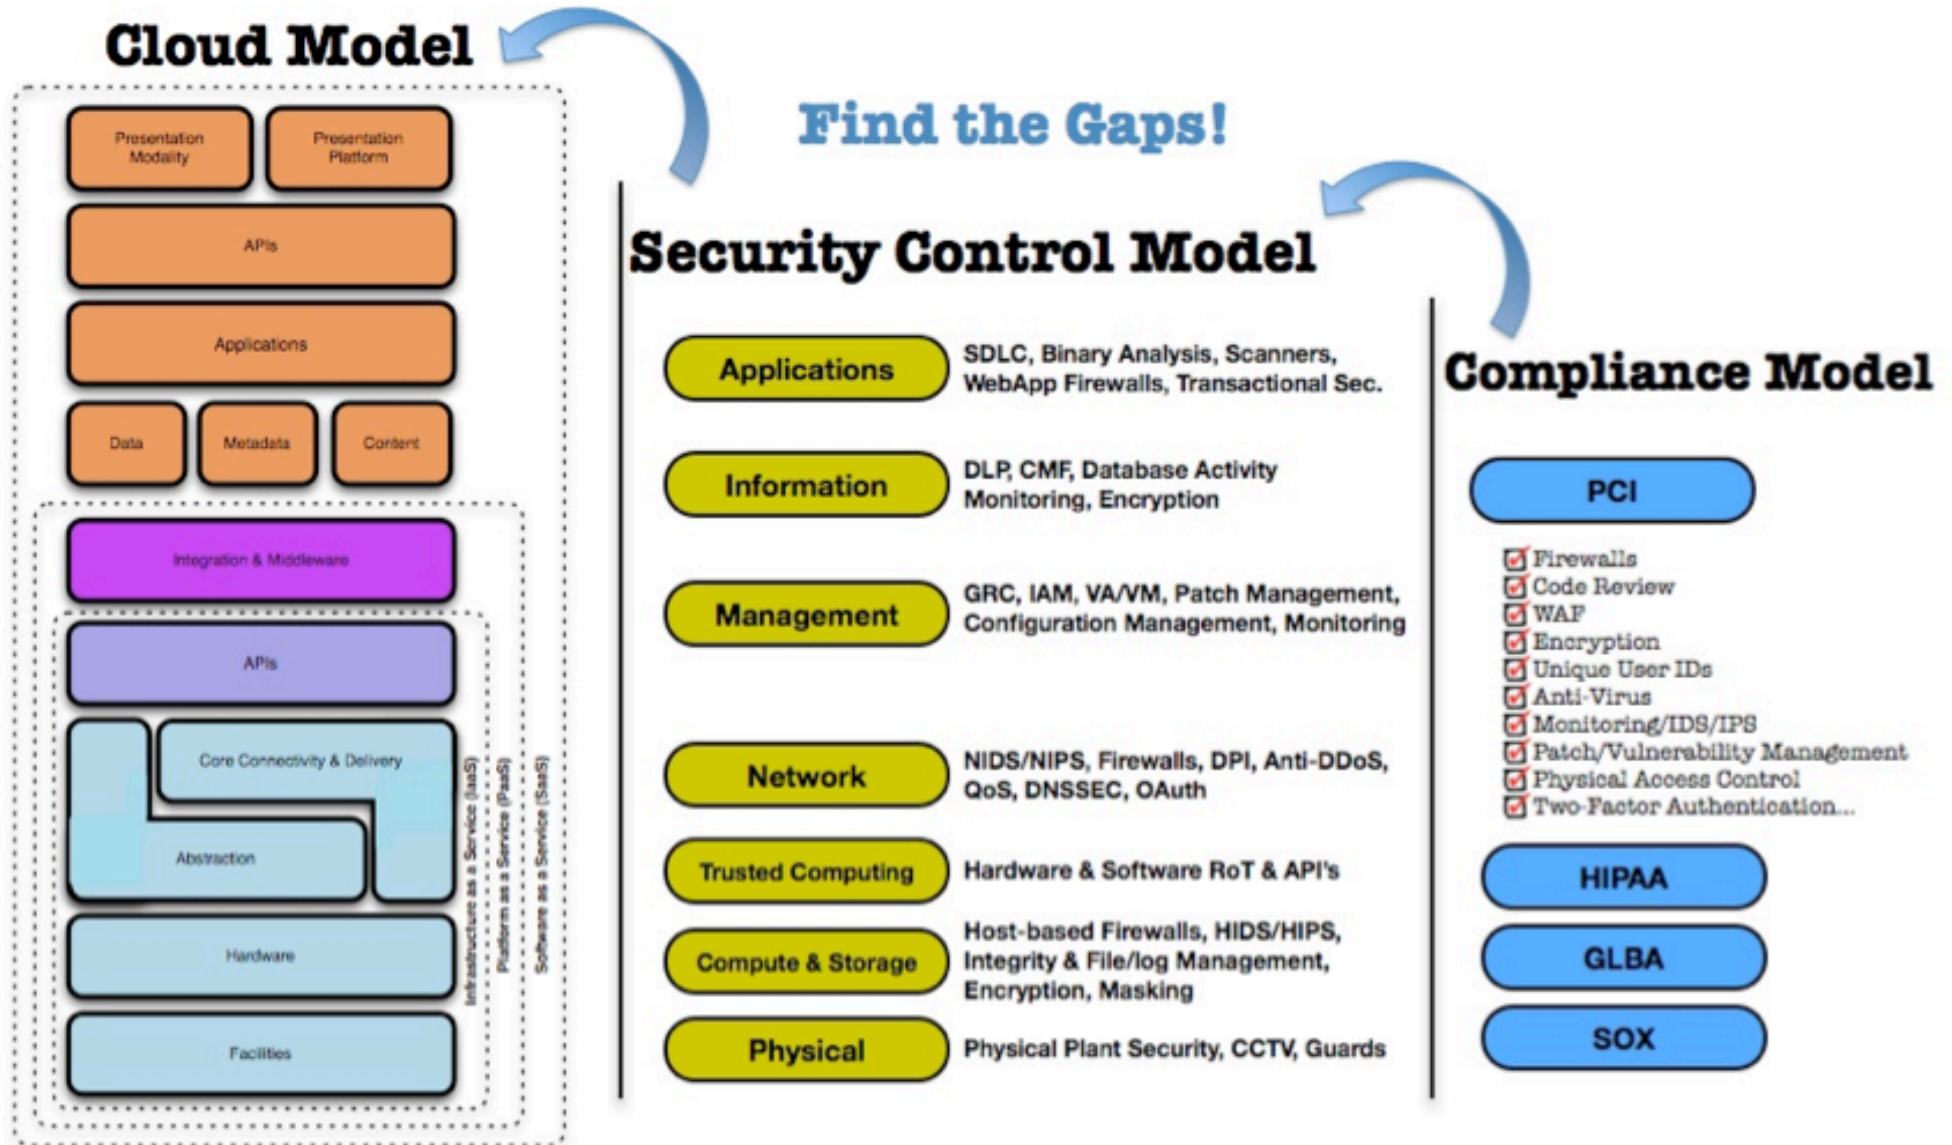 Cloud Model
Presentation
Modality
Presentation
Platform
APIs
Applications
Data
Metadata
Content
Integration & Middleware
APIs
Core Connectivity & Delivery
Abstraction
Hardware
Facilities
Infrastructure as a Service (IaaS)
Platform as a Service (PaaS)
Software as a Service (SaaS)
Find the Gaps!
Security Control Model
Applications
SDLC, Binary Analysis, Scanners,
WebApp Firewalls, Transactional Sec.
Information
DLP, CMF, Database Activity
Monitoring, Encryption
Management
GRC, IAM, VA/VM, Patch Management,
Configuration Management, Monitoring
Network
NIDS/NIPS, Firewalls, DPI, Anti-DDoS,
QoS, DNSSEC, OAuth
Trusted Computing
Hardware & Software RoT & API's
Compute & Storage
Host-based Firewalls, HIDS/HIPS,
Integrity & File/log Management,
Encryption, Masking
Physical
Physical Plant Security, CCTV, Guards
Compliance Model
PCI
Firewalls
Code Review
WAF
Encryption
Unique User IDs
Anti-Virus
Monitoring/IDS/IPS
Patch/Vulnerability Management
Physical Access Control
Two-Factor Authentication...
HIPAA
GLBA
SOX